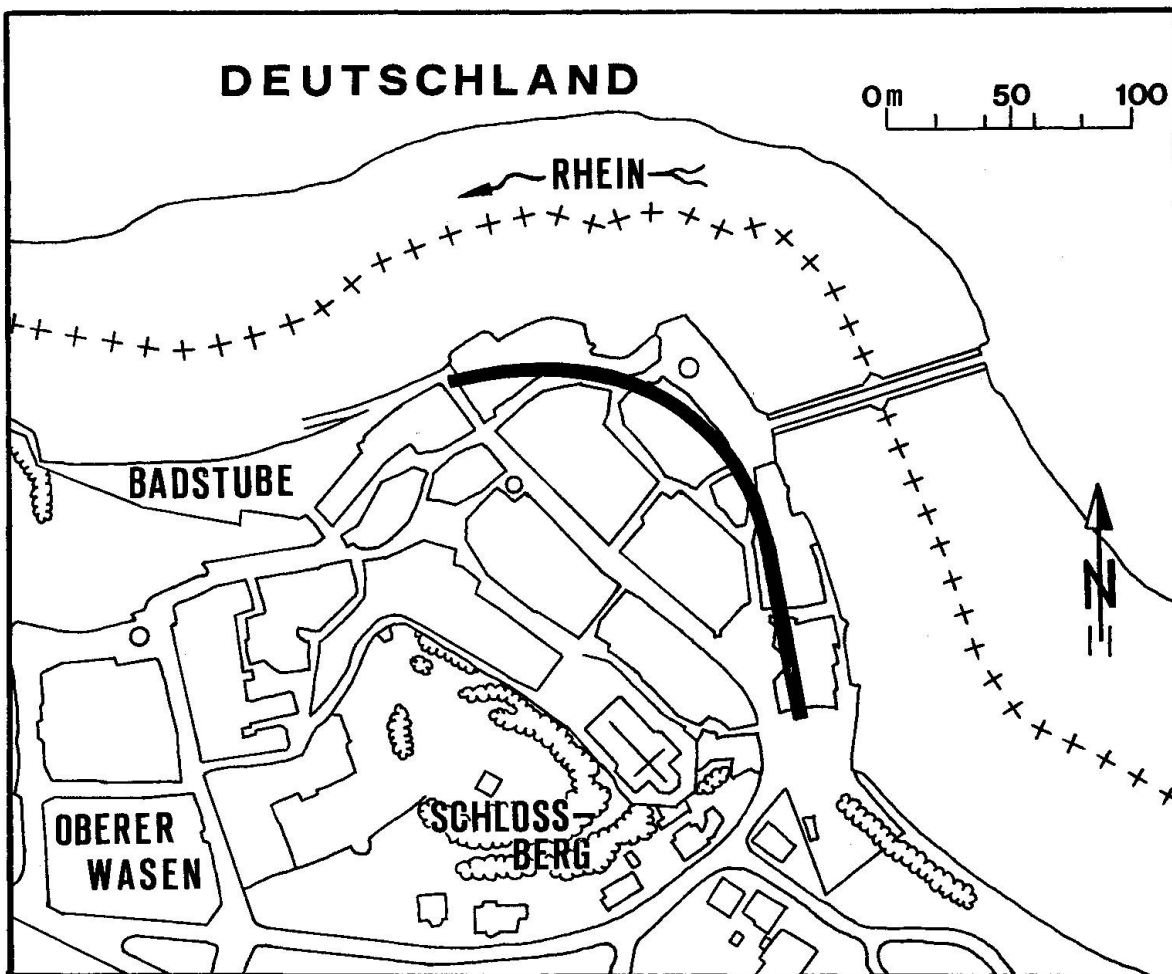 DEUTSCHLAND
0m 50 100
RHEIN
BADSTUBE
N
OBERER
WASEN
SCHLOSS-
BERG